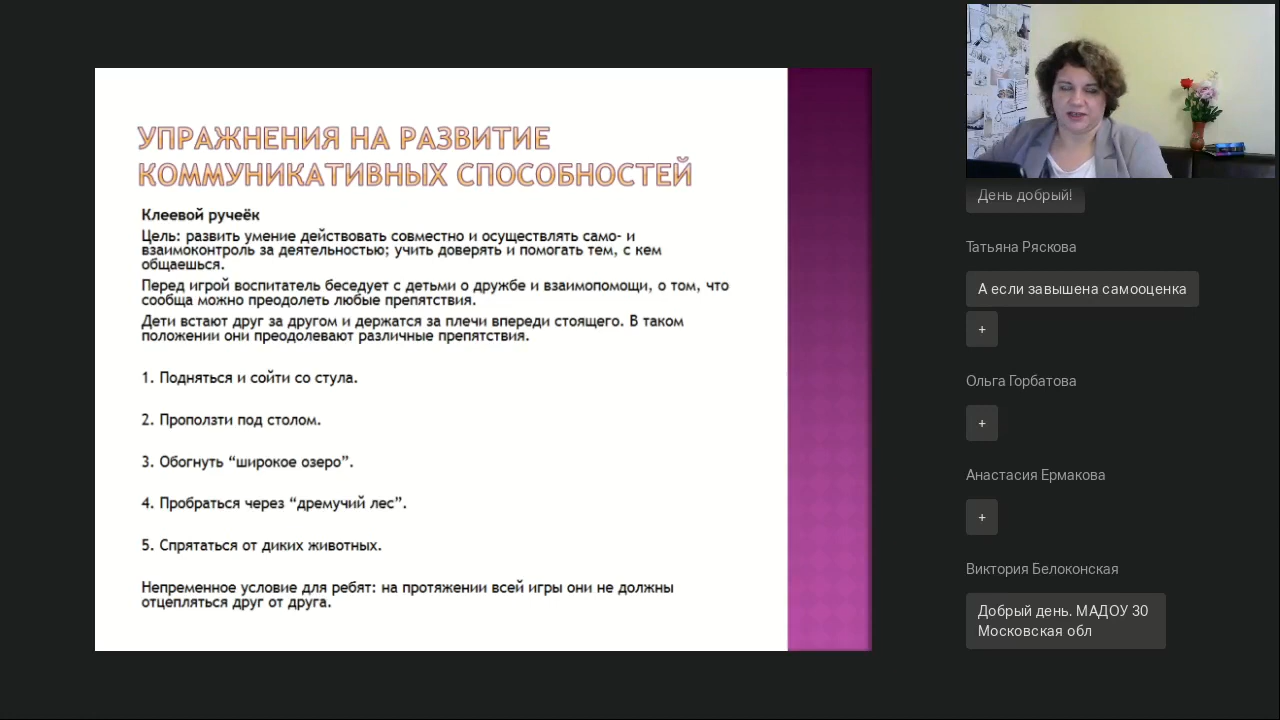 УПРАЖНЕНИЯ НА РАЗВИТИЕ
КОММУНИКАТИВНЫХ СПОСОБНОСТЕЙ
Клеевой ручеёк
Цель: развить умение действовать совместно и осуществлять само- и
взаимоконтроль за деятельностью; учить доверять и помогать тем, с кем
общаешься.
Перед игрой воспитатель беседует с детьми о дружбе и взаимопомощи, о том, что
сообща можно преодолеть любые препятствия.
Дети встают друг за другом и держатся за плечи впереди стоящего. В таком
положении они преодолевают различные препятствия.
1. Подняться и сойти со стула.
2. Проползти под столом.
3. Обогнуть “широкое озеро”.
4. Пробраться через “дремучий лес”.
5. Спрятаться от диких животных.
Непременное условие для ребят: на протяжении всей игры они не должны
отцепляться друг от друга.
День добрый!
Татьяна Ряскова
А если завышена самооценка
+
Ольга Горбатова
+
Анастасия Ермакова
+
Виктория Белоконская
Добрый день. МАДОУ 30
Московская обл